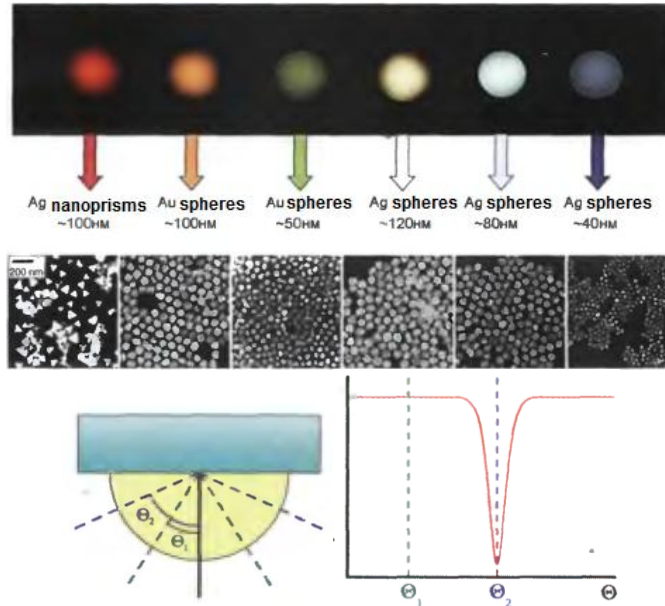 Ag nanoprisms Au spheres Au spheres Ag spheres Ag spheres Ag spheres
~100нм ~100нм ~50нм ~120нм ~80нм ~40нм
200 nm
Θ₂
Θ₁
Θ₁ Θ₂ Θ